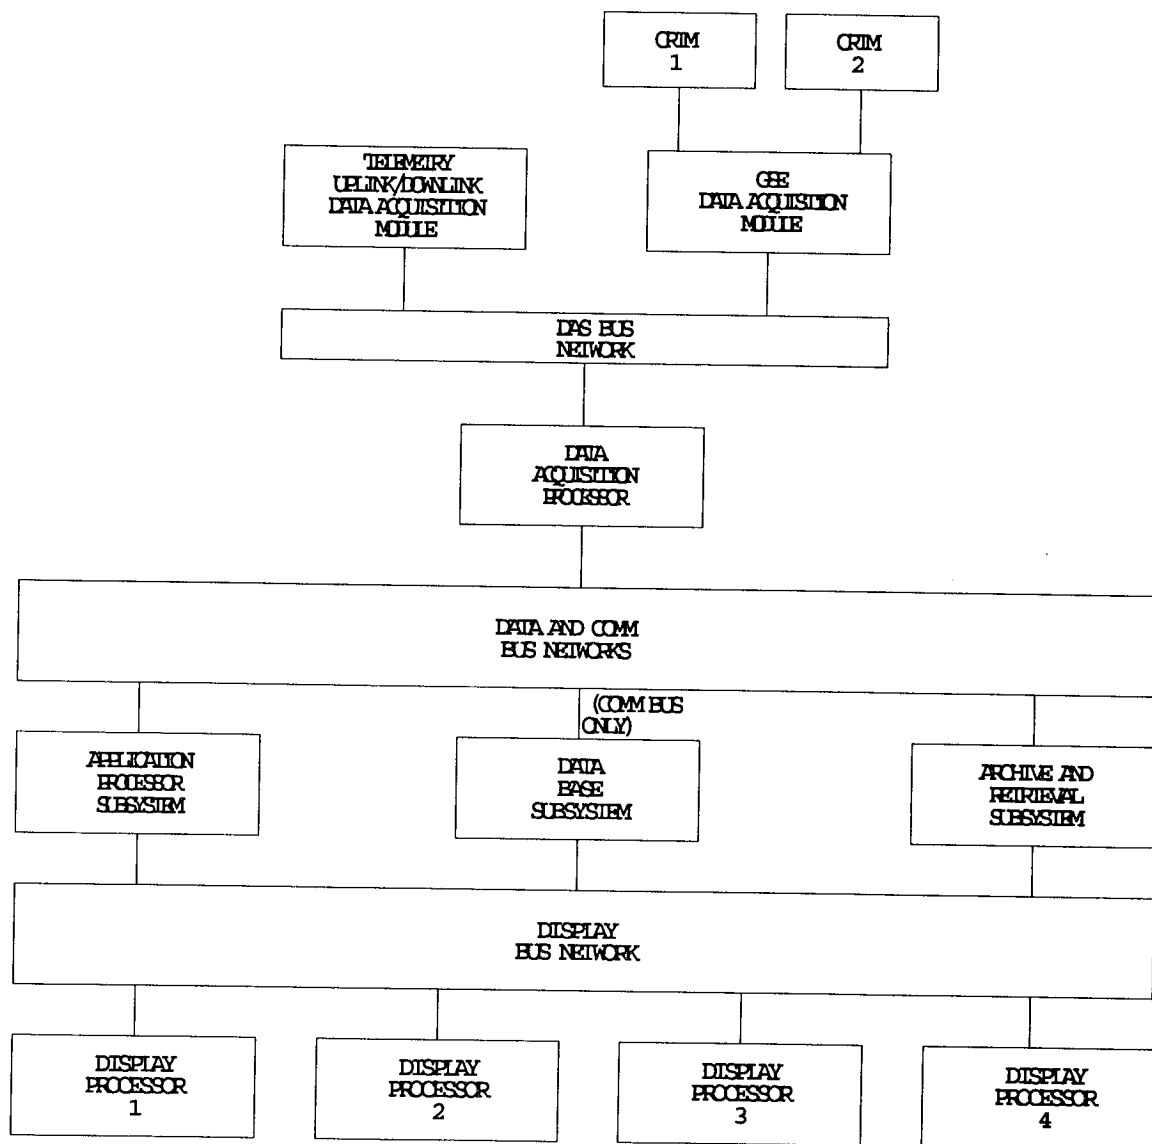 CRIM
1
CRIM
2
TELEMETRY
UPLINK/DOWNLINK
DATA ACQUISITION
MODULE
GSE
DATA ACQUISITION
MODULE
DAS BUS
NETWORK
DATA
ACQUISITION
PROCESSOR
DATA AND COMM
BUS NETWORKS
(COMM BUS
ONLY)
APPLICATION
PROCESSOR
SUBSYSTEM
DATA
BASE
SUBSYSTEM
ARCHIVE AND
RETRIEVAL
SUBSYSTEM
DISPLAY
BUS NETWORK
DISPLAY
PROCESSOR
1
DISPLAY
PROCESSOR
2
DISPLAY
PROCESSOR
3
DISPLAY
PROCESSOR
4